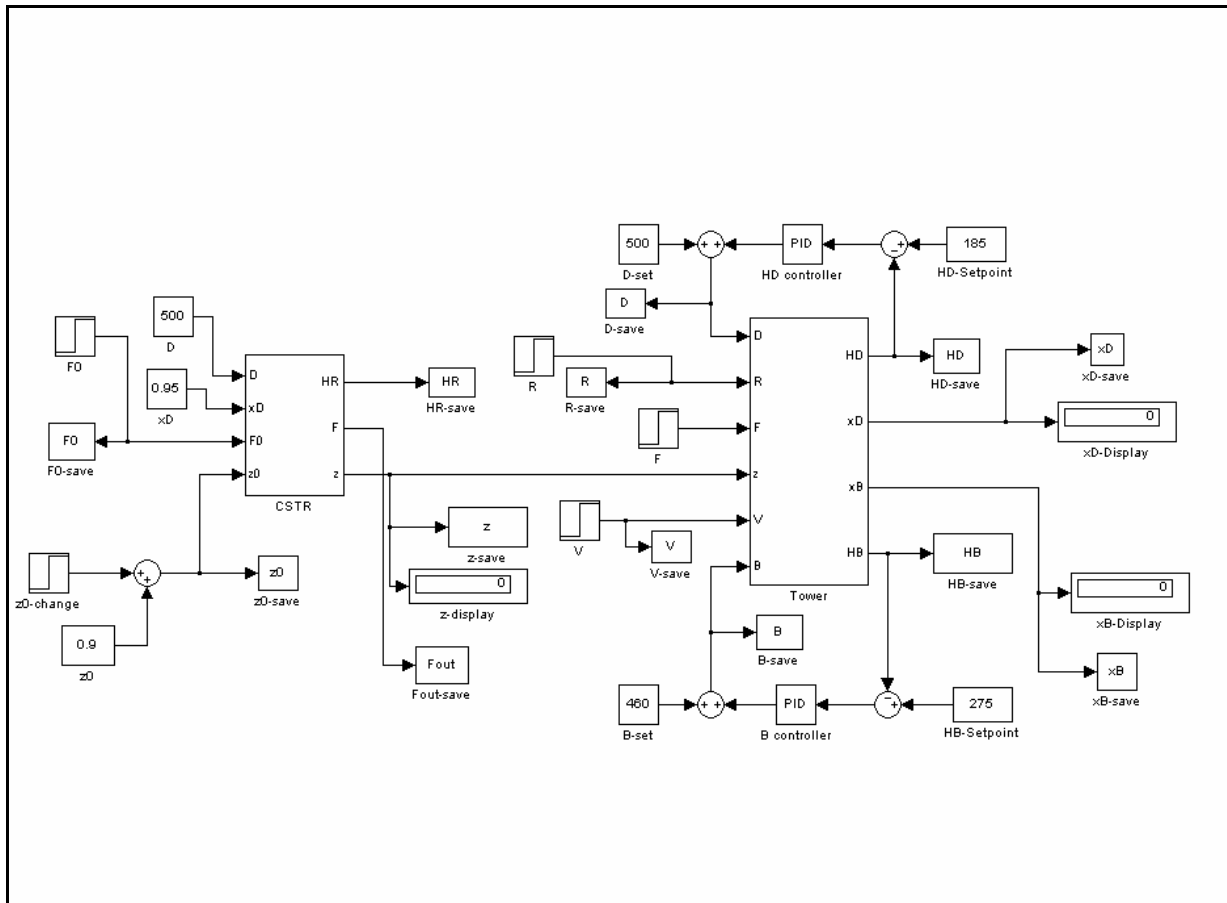 500
D-set
PID
HD controller
185
HD-Setpoint
D
D-save
500
D
F0
0.95
xD
F0
F0-save
D
xD
F0
z0
HR
F
z
CSTR
HR
HR-save
R
R
R-save
F
D
R
F
z
V
B
HD
xD
xB
HB
Tower
HD
HD-save
xD
xD-save
0
xD-Display
z
z-save
0
z-display
Fout
Fout-save
z0-change
z0
z0-save
0.9
z0
V
V
V-save
HB
HB-save
0
xB-Display
B
B-save
xB
xB-save
460
B-set
PID
B controller
275
HB-Setpoint